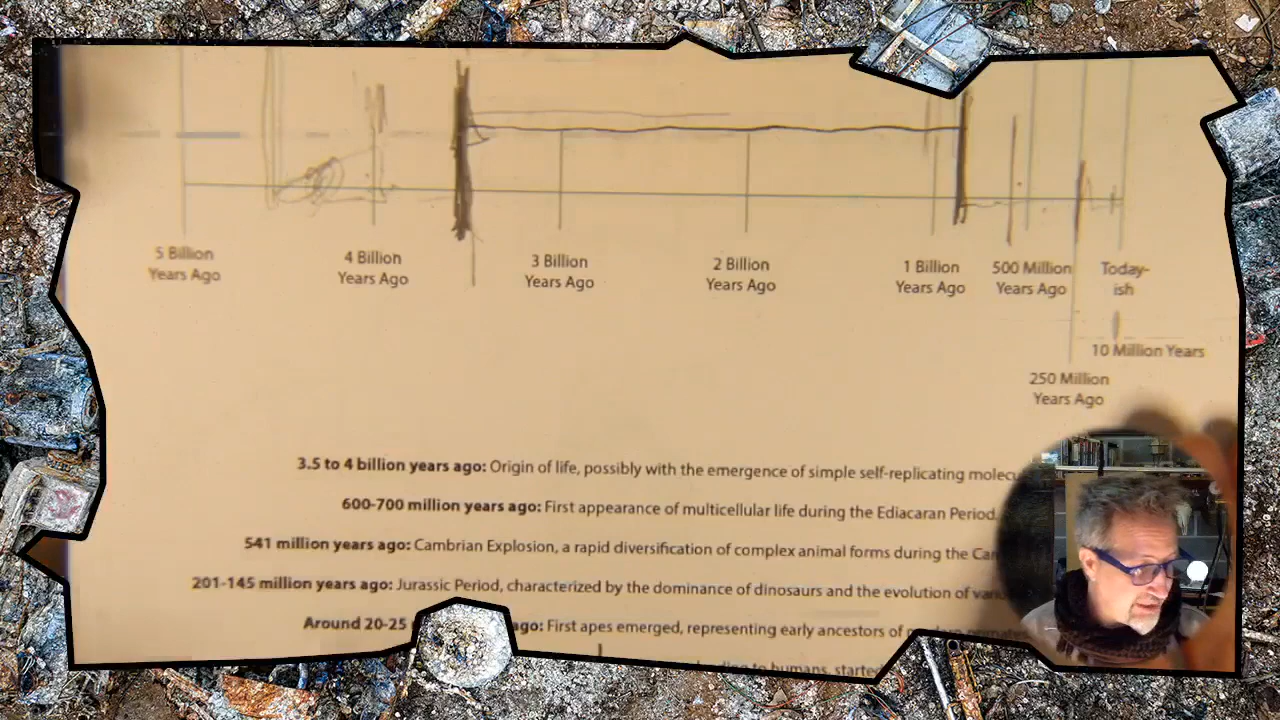 5 Billion
Years Ago
4 Billion
Years Ago
3 Billion
Years Ago
2 Billion
Years Ago
1 Billion
Years Ago
500 Million
Years Ago
Today-
ish
10 Million Years
250 Million
Years Ago
3.5 to 4 billion years ago: Origin of life, possibly with the emergence of simple self-replicating
600-700 million years ago: First appearance of multicellular life during the Ediacaran Period.
541 million years ago: Cambrian Explosion, a rapid diversification of complex animal forms during the
201-145 million years ago: Jurassic Period, characterized by the dominance of dinosaurs and the evolution of
Around 20-25 ago: First apes emerged, representing early ancestors of
to humans, started